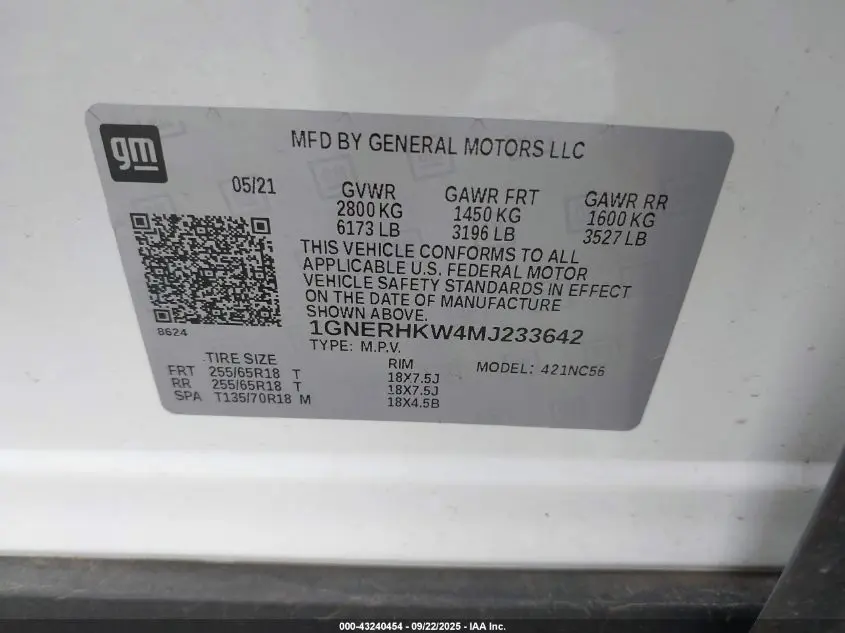 gm
MFD BY GENERAL MOTORS LLC
05/21
GVWR GAWR FRT GAWR RR
2800 KG 1450 KG 1600 KG
6173 LB 3196 LB 3527 LB
THIS VEHICLE CONFORMS TO ALL
APPLICABLE U.S. FEDERAL MOTOR
VEHICLE SAFETY STANDARDS IN EFFECT
ON THE DATE OF MANUFACTURE
SHOWN ABOVE.
8624
1GNERHKW4MJ233642
TYPE: M.P.V.
TIRE SIZE RIM MODEL: 421NC56
FRT 255/65R18 T 18X7.5J
RR 255/65R18 T 18X7.5J
SPA T135/70R18 M 18X4.5B
000-43240454 - 09/22/2025 - IAA Inc.